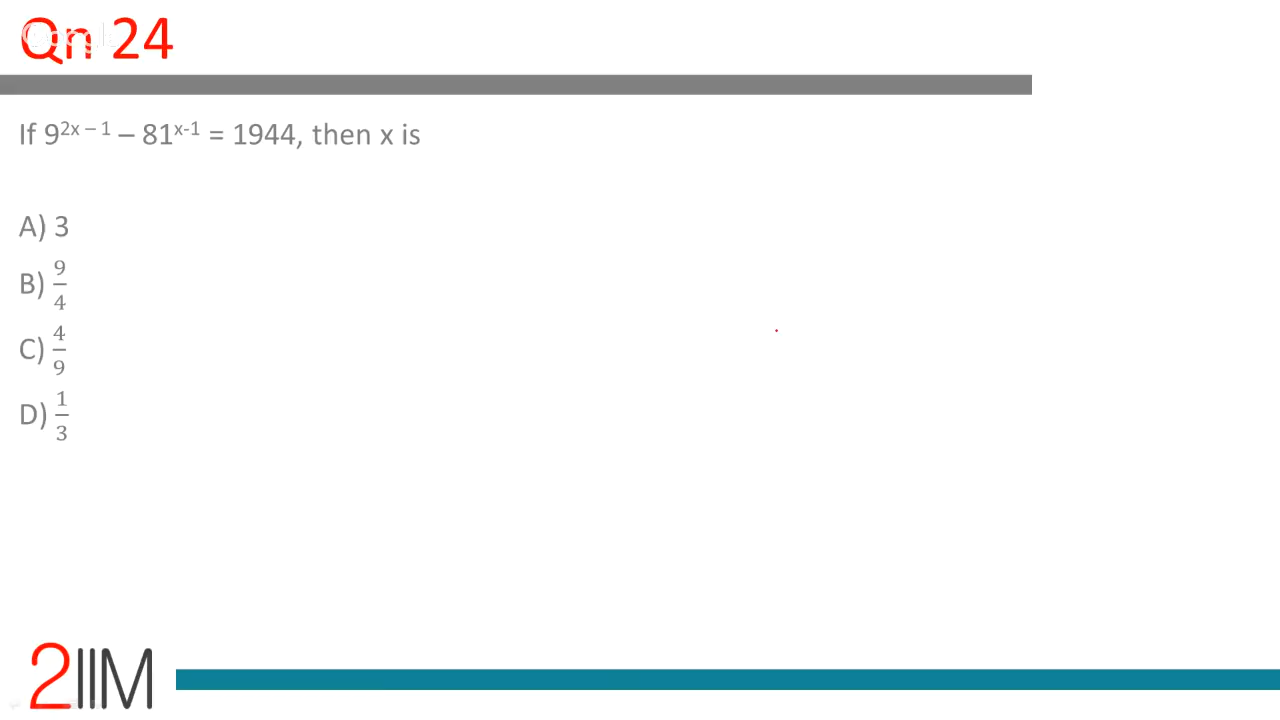 Qn 24
If 9^{2x – 1} – 81^{x-1} = 1944, then x is
A) 3
B) 9/4
C) 4/9
D) 1/3
2IIM